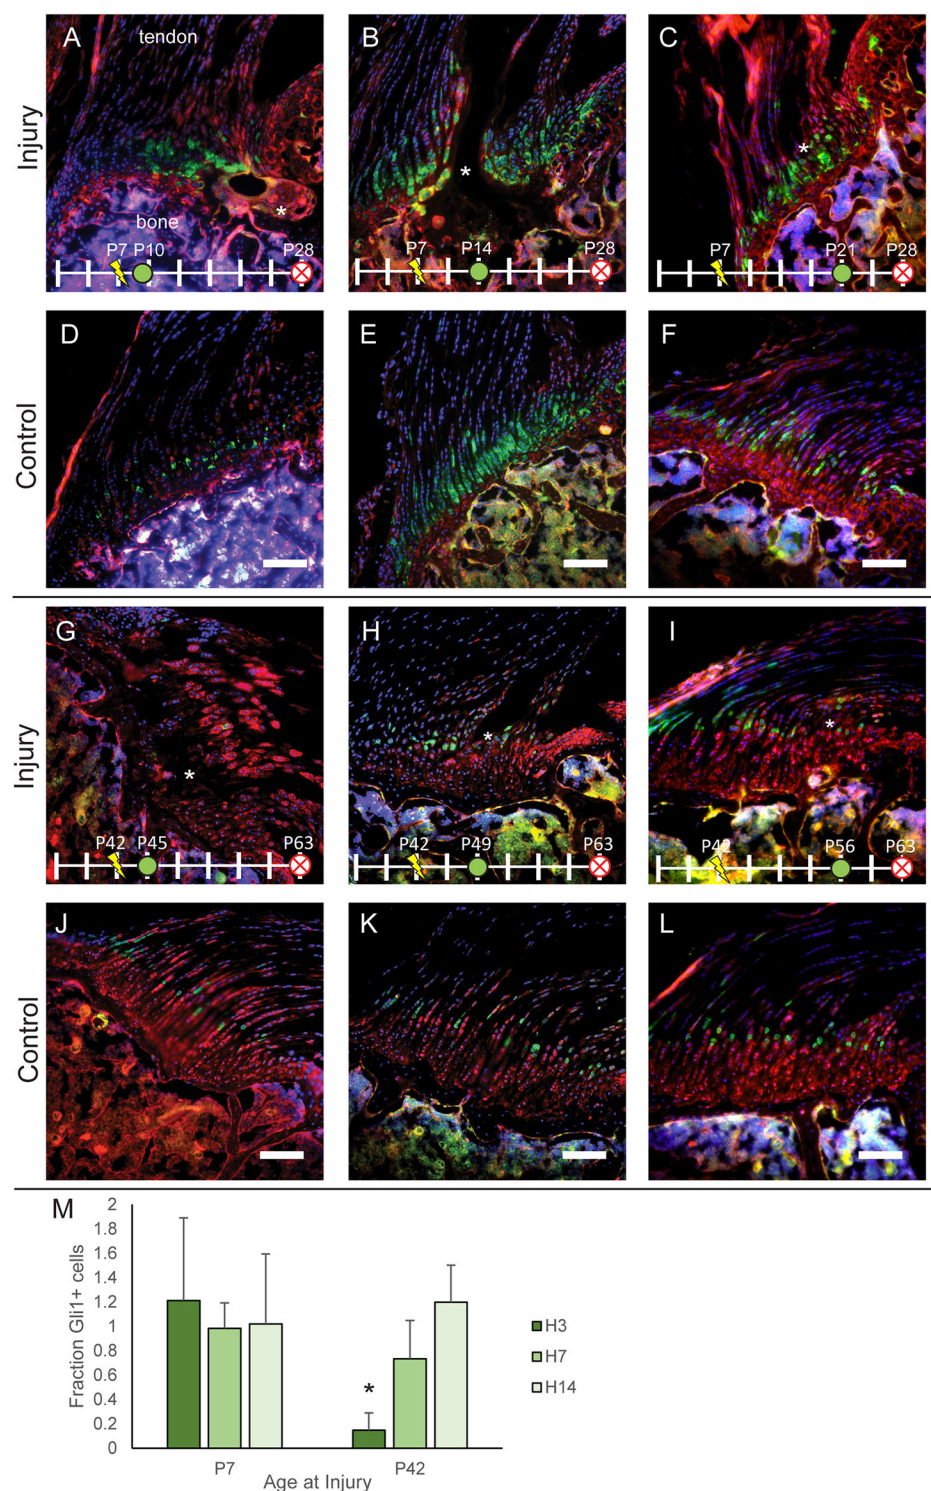 A
tendon
bone
P7 P10 P28
*
Injury
B
*
P7 P14 P28
C
*
P7 P21 P28
Control
D
E
F
Injury
G
*
P42 P45 P63
H
*
P42 P49 P63
I
*
P42 P56 P63
Control
J
K
L
M
Fraction Gli1+ cells
2
1.8
1.6
1.4
1.2
1
0.8
0.6
0.4
0.2
0
*
H3
H7
H14
P7 P42
Age at Injury